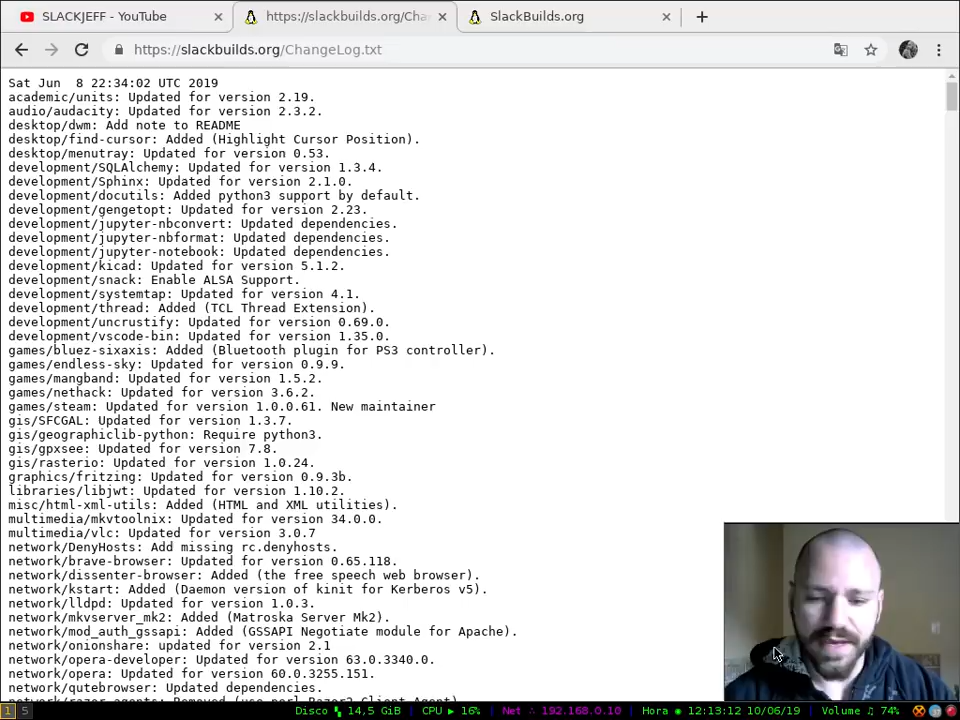 SLACKJEFF - YouTube
https://slackbuilds.org/Cha
SlackBuilds.org
https://slackbuilds.org/ChangeLog.txt
Sat Jun  8 22:34:02 UTC 2019
academic/units: Updated for version 2.19.
audio/audacity: Updated for version 2.3.2.
desktop/dwm: Add note to README
desktop/find-cursor: Added (Highlight Cursor Position).
desktop/menutray: Updated for version 0.53.
development/SQLAlchemy: Updated for version 1.3.4.
development/Sphinx: Updated for version 2.1.0.
development/docutils: Added python3 support by default.
development/gengetopt: Updated for version 2.23.
development/jupyter-nbconvert: Updated dependencies.
development/jupyter-nbformat: Updated dependencies.
development/jupyter-notebook: Updated dependencies.
development/kicad: Updated for version 5.1.2.
development/snack: Enable ALSA Support.
development/systemtap: Updated for version 4.1.
development/thread: Added (TCL Thread Extension).
development/uncrustify: Updated for version 0.69.0.
development/vscode-bin: Updated for version 1.35.0.
games/bluez-sixaxis: Added (Bluetooth plugin for PS3 controller).
games/endless-sky: Updated for version 0.9.9.
games/mangband: Updated for version 1.5.2.
games/nethack: Updated for version 3.6.2.
games/steam: Updated for version 1.0.0.61. New maintainer
gis/SFCGAL: Updated for version 1.3.7.
gis/geographiclib-python: Require python3.
gis/gpxsee: Updated for version 7.8.
gis/rasterio: Updated for version 1.0.24.
graphics/fritzing: Updated for version 0.9.3b.
libraries/libjwt: Updated for version 1.10.2.
misc/html-xml-utils: Added (HTML and XML utilities).
multimedia/mkvtoolnix: Updated for version 34.0.0.
multimedia/vlc: Updated for version 3.0.7
network/DenyHosts: Add missing rc.denyhosts.
network/brave-browser: Updated for version 0.65.118.
network/dissenter-browser: Added (the free speech web browser).
network/kstart: Added (Daemon version of kinit for Kerberos v5).
network/lldpd: Updated for version 1.0.3.
network/mkvserver_mk2: Added (Matroska Server Mk2).
network/mod_auth_gssapi: Added (GSSAPI Negotiate module for Apache).
network/onionshare: updated for version 2.1
network/opera-developer: Updated for version 63.0.3340.0.
network/opera: Updated for version 60.0.3255.151.
network/qutebrowser: Updated dependencies.
network/razor-agents: Removed (use perl-Razor2-Client-Agent).
1 5 Disco 14,5 GiB CPU ▶ 16% Net 192.168.0.10 Hora ◉ 12:13:12 10/06/19 Volume ♫ 74%